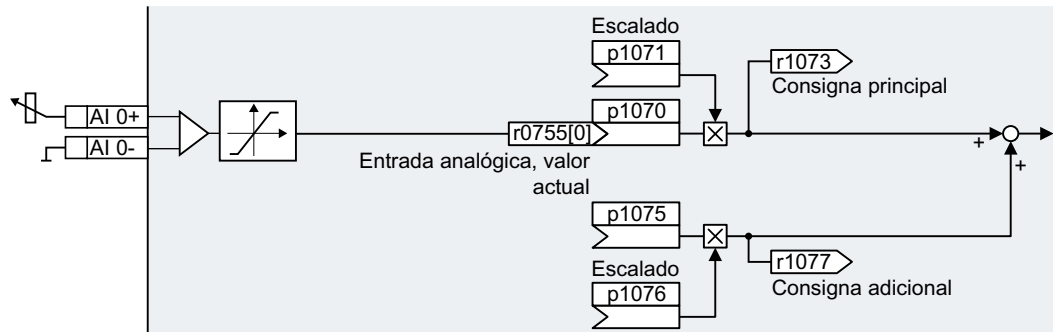 Escalado
p1071
r1073
Consigna principal
AI 0+
p1070
r0755[0]
AI 0-
Entrada analógica, valor
actual
+
+
p1075
r1077
Escalado
Consigna adicional
p1076